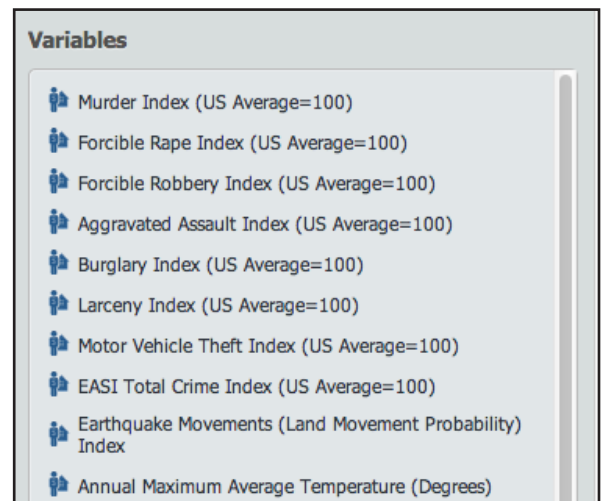 Variables
Murder Index (US Average=100)
Forcible Rape Index (US Average=100)
Forcible Robbery Index (US Average=100)
Aggravated Assault Index (US Average=100)
Burglary Index (US Average=100)
Larceny Index (US Average=100)
Motor Vehicle Theft Index (US Average=100)
EASI Total Crime Index (US Average=100)
Earthquake Movements (Land Movement Probability)
Index
Annual Maximum Average Temperature (Degrees)